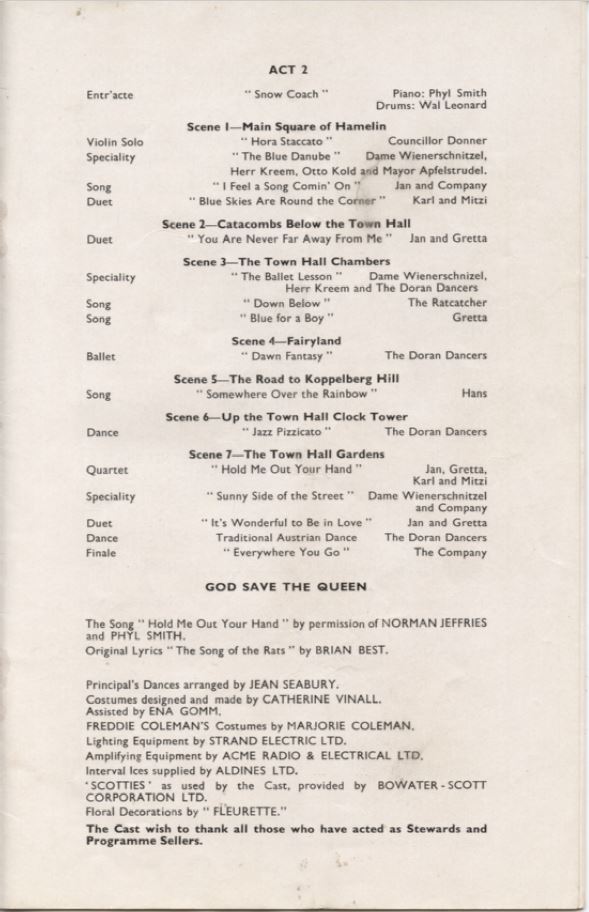 ACT 2
Entr'acte " Snow Coach " Piano: Phyl Smith
Drums: Wal Leonard
Scene 1—Main Square of Hamelin
Violin Solo " Hora Staccato " Councillor Donner
Speciality " The Blue Danube " Dame Wienerschnitzel,
Herr Kreem, Otto Kold and Mayor Apfelstrudel.
Song " I Feel a Song Comin' On " Jan and Company
Duet " Blue Skies Are Round the Corner " Karl and Mitzi
Scene 2—Catacombs Below the Town Hall
Duet " You Are Never Far Away From Me " Jan and Gretta
Scene 3—The Town Hall Chambers
Speciality " The Ballet Lesson " Dame Wienerschnizel,
Herr Kreem and The Doran Dancers
Song " Down Below " The Ratcatcher
Song " Blue for a Boy " Gretta
Scene 4—Fairyland
Ballet " Dawn Fantasy " The Doran Dancers
Scene 5—The Road to Koppelberg Hill
Song " Somewhere Over the Rainbow " Hans
Scene 6—Up the Town Hall Clock Tower
Dance " Jazz Pizzicato " The Doran Dancers
Scene 7—The Town Hall Gardens
Quartet " Hold Me Out Your Hand " Jan, Gretta,
Karl and Mitzi
Speciality " Sunny Side of the Street " Dame Wienerschnitzel
and Company
Duet " It's Wonderful to Be in Love " Jan and Gretta
Dance Traditional Austrian Dance The Doran Dancers
Finale " Everywhere You Go " The Company
GOD SAVE THE QUEEN
The Song " Hold Me Out Your Hand " by permission of NORMAN JEFFRIES
and PHYL SMITH.
Original Lyrics " The Song of the Rats " by BRIAN BEST.
Principal's Dances arranged by JEAN SEABURY.
Costumes designed and made by CATHERINE VINALL.
Assisted by ENA GOMM.
FREDDIE COLEMAN'S Costumes by MARJORIE COLEMAN.
Lighting Equipment by STRAND ELECTRIC LTD.
Amplifying Equipment by ACME RADIO & ELECTRICAL LTD.
Interval Ices supplied by ALDINES LTD.
' SCOTTIES ' as used by the Cast, provided by BOWATER - SCOTT
CORPORATION LTD.
Floral Decorations by " FLEURETTE."
The Cast wish to thank all those who have acted as Stewards and
Programme Sellers.